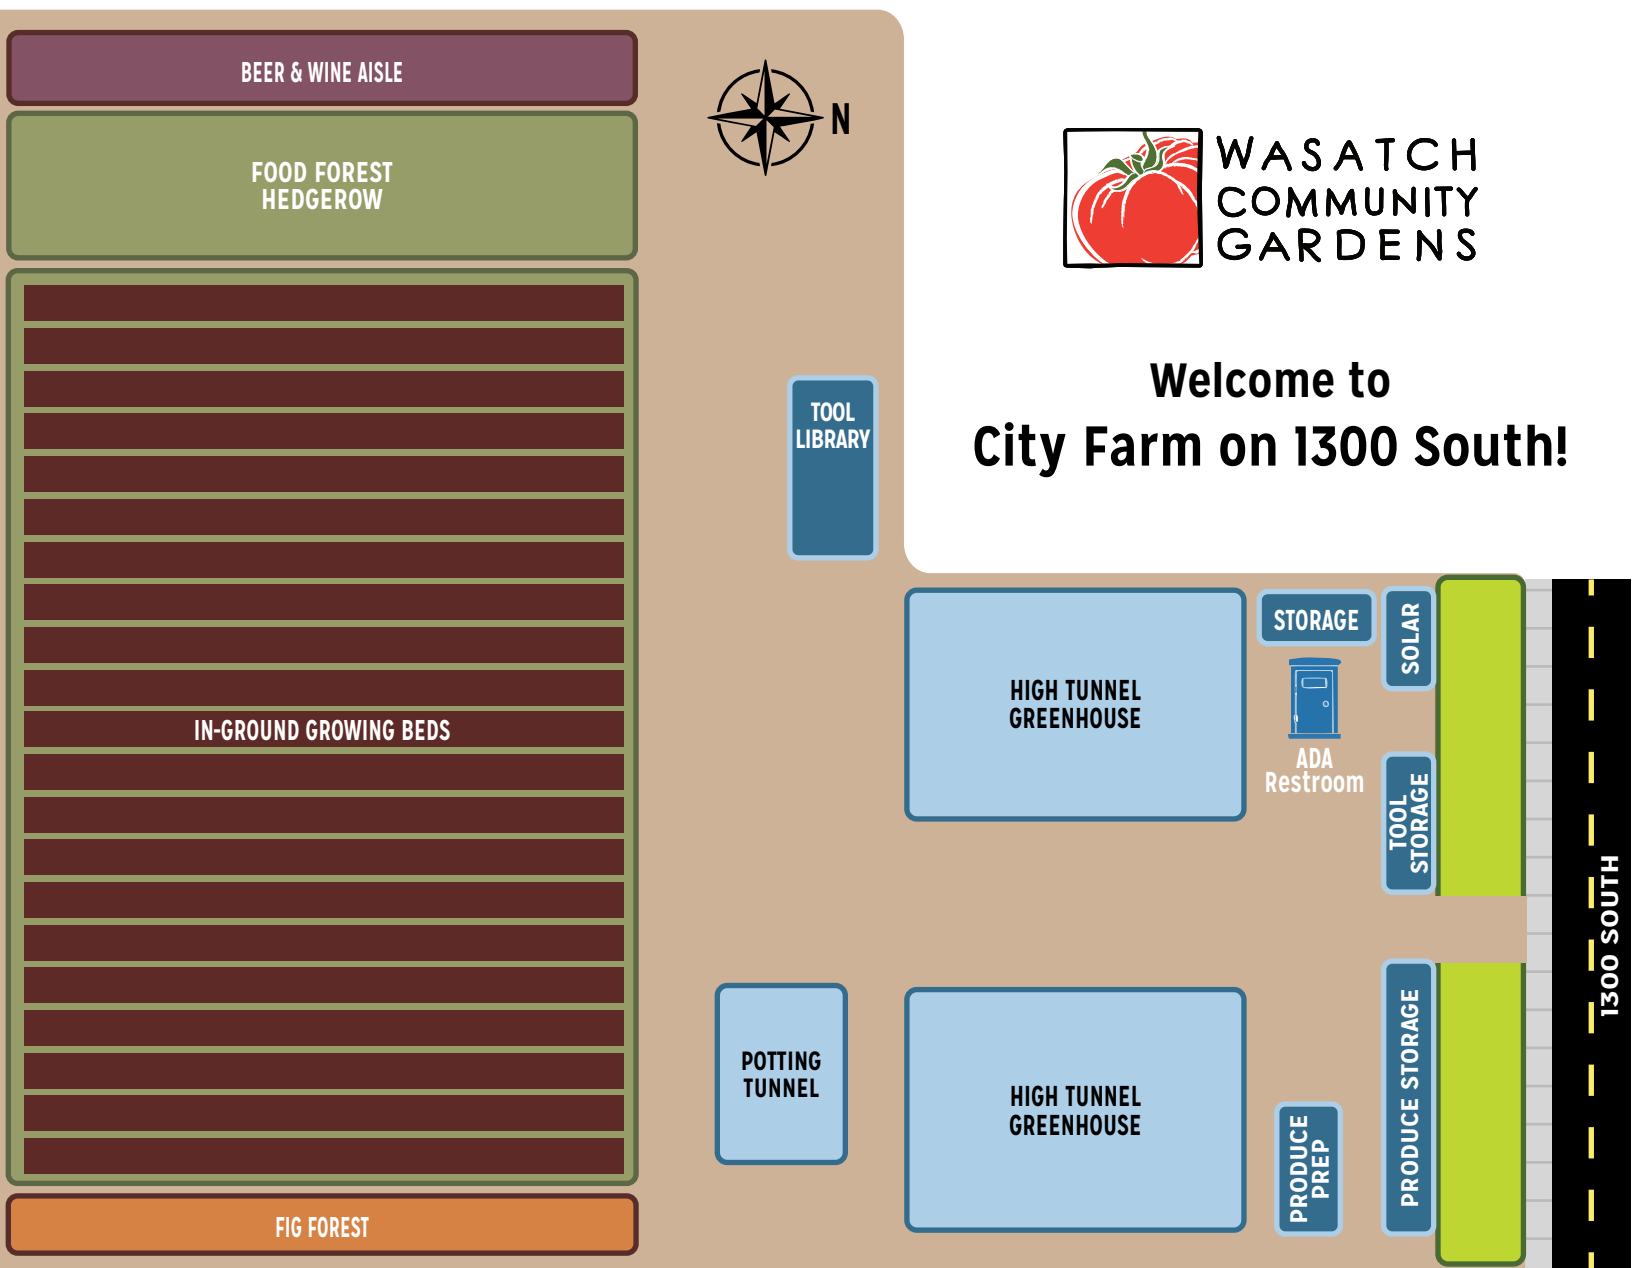 BEER & WINE AISLE
FOOD FOREST
HEDGEROW
N
WASATCH
COMMUNITY
GARDENS
Welcome to
City Farm on 1300 South!
TOOL
LIBRARY
HIGH TUNNEL
GREENHOUSE
STORAGE
SOLAR
ADA
Restroom
TOOL
STORAGE
IN-GROUND GROWING BEDS
1300 SOUTH
POTTING
TUNNEL
HIGH TUNNEL
GREENHOUSE
PRODUCE
PREP
PRODUCE STORAGE
FIG FOREST